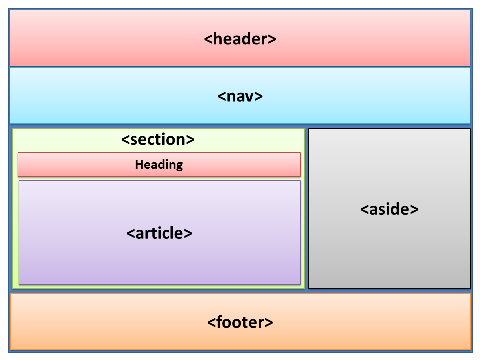 <header>
<nav>
<section>
Heading
<article>
<aside>
<footer>